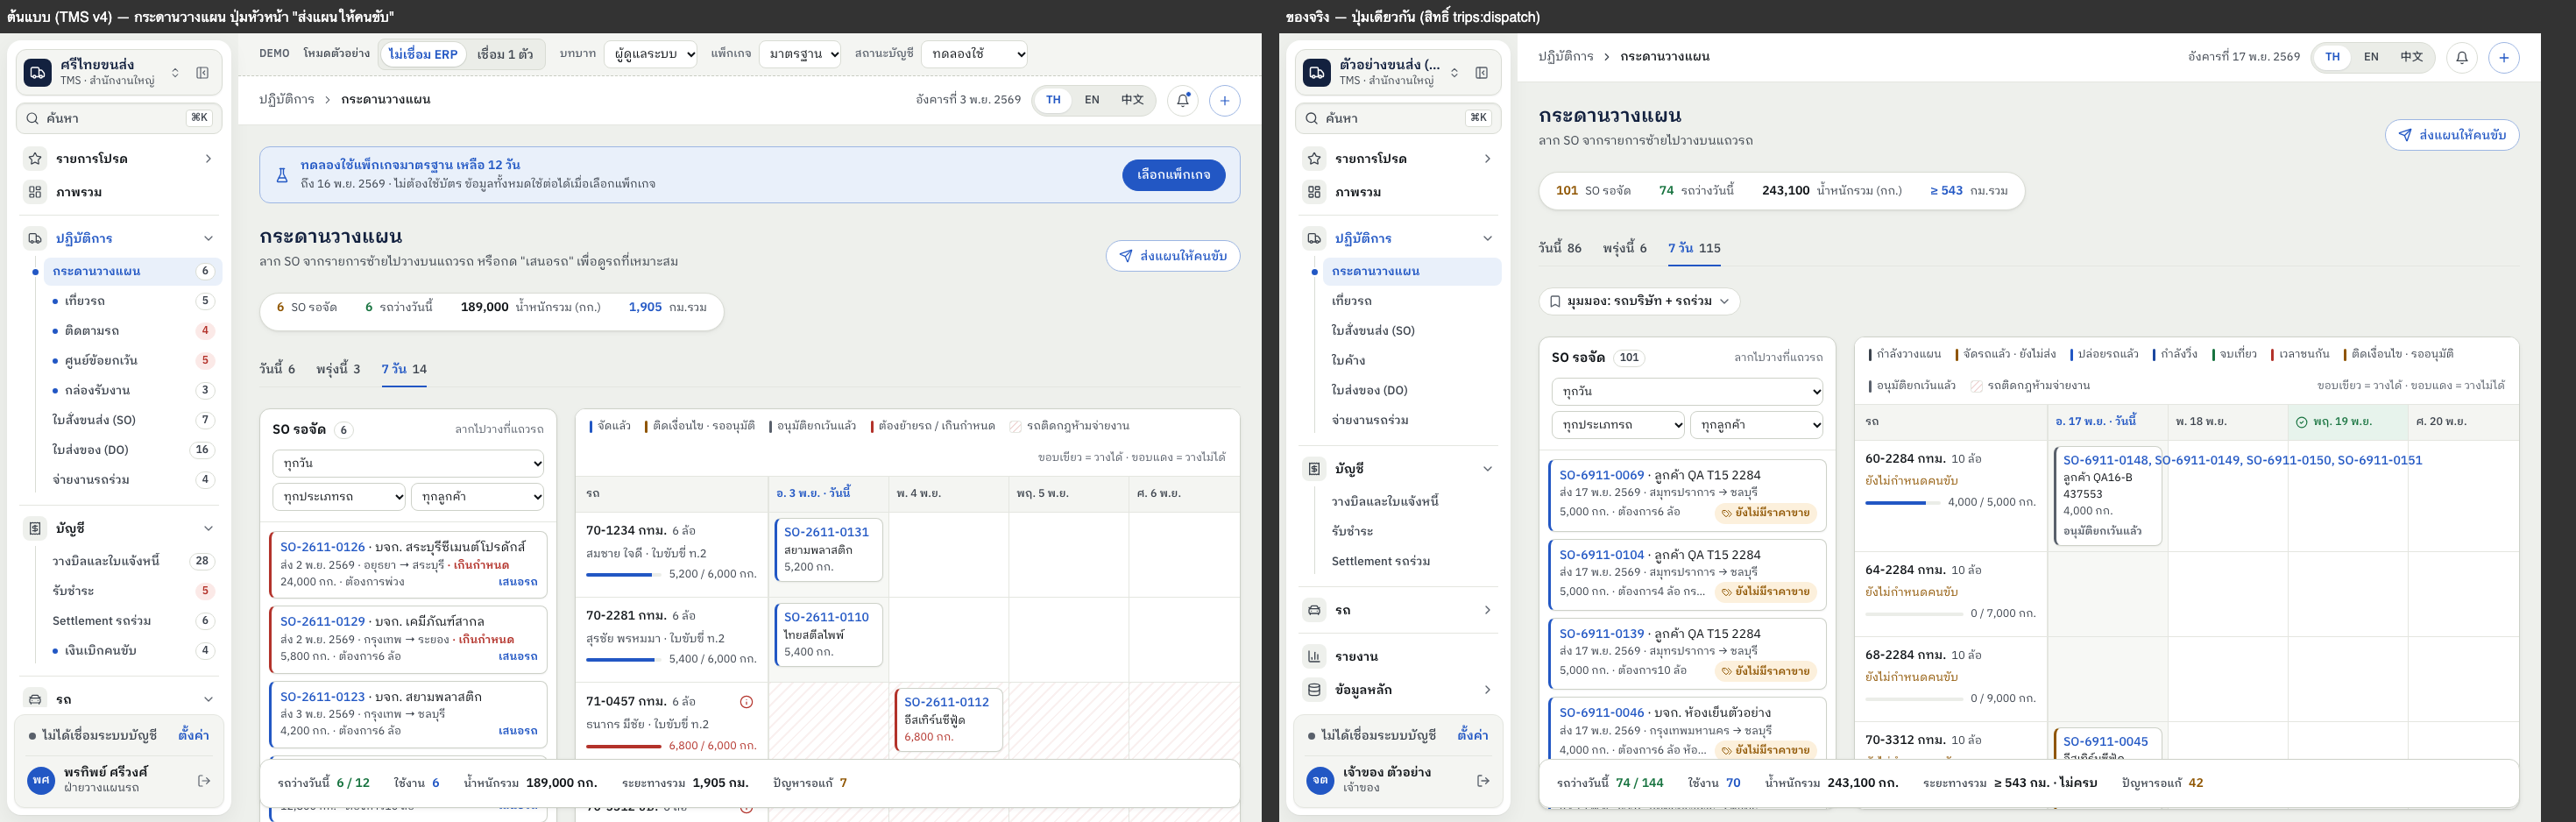 ต้นแบบ (TMS v4) — กระดานวางแผน ปุ่มหัวหน้า "ส่งแผนให้คนขับ"
ศรีไทยขนส่ง
TMS · สำนักงานใหญ่
ค้นหา ⌘K
รายการโปรด
ภาพรวม
ปฏิบัติการ
กระดานวางแผน 6
เที่ยวรถ 5
ติดตามรถ 4
ศูนย์ข้อยกเว้น 5
กล่องรับงาน 3
ใบสั่งขนส่ง (SO) 7
ใบส่งของ (DO) 16
จ่ายงานรถร่วม 4
บัญชี
วางบิลและใบแจ้งหนี้ 28
รับชำระ 5
Settlement รถร่วม 6
เงินเบิกคนขับ 4
รถ
ไม่ได้เชื่อมระบบบัญชี ตั้งค่า
พศ พรทิพย์ ศรีวงศ์
ฝ่ายวางแผนรถ
DEMO โหมดตัวอย่าง ไม่เชื่อม ERP เชื่อม 1 ตัว บทบาท ผู้ดูแลระบบ แพ็กเกจ มาตรฐาน สถานะบัญชี ทดลองใช้
ปฏิบัติการ กระดานวางแผน อังคารที่ 3 พ.ย. 2569 TH EN 中文
ทดลองใช้แพ็กเกจมาตรฐาน เหลือ 12 วัน
ถึง 16 พ.ย. 2569 · ไม่ต้องใช้บัตร ข้อมูลทั้งหมดใช้ต่อได้เมื่อเลือกแพ็กเกจ
เลือกแพ็กเกจ
กระดานวางแผน
ลาก SO จากรายการซ้ายไปวางบนแถวรถ หรือกด "เสนอรถ" เพื่อดูรถที่เหมาะสม
ส่งแผนให้คนขับ
6 SO รอจัด 6 รถว่างวันนี้ 189,000 น้ำหนักรวม (กก.) 1,905 กม.รวม
วันนี้ 6 พรุ่งนี้ 3 7 วัน 14
SO รอจัด 6 ลากไปวางที่แถวรถ
ทุกวัน
ทุกประเภทรถ ทุกลูกค้า
SO-2611-0126 · บจก. สระบุรีซีเมนต์โปรดักส์
ส่ง 2 พ.ย. 2569 · อยุธยา → สระบุรี · เกินกำหนด
24,000 กก. · ต้องการพ่วง เสนอรถ
SO-2611-0129 · บจก. เคมีภัณฑ์สากล
ส่ง 2 พ.ย. 2569 · กรุงเทพ → ระยอง · เกินกำหนด
5,800 กก. · ต้องการ6 ล้อ เสนอรถ
SO-2611-0123 · บจก. สยามพลาสติก
ส่ง 3 พ.ย. 2569 · กรุงเทพ → ชลบุรี
4,200 กก. · ต้องการ6 ล้อ เสนอรถ
จัดแล้ว ติดเงื่อนไข · รออนุมัติ อนุมัติยกเว้นแล้ว ต้องย้ายรถ / เกินกำหนด รถติดกฎห้ามจ่ายงาน
ขอบเขียว = วางได้ · ขอบแดง = วางไม่ได้
รถ อ. 3 พ.ย. · วันนี้ พ. 4 พ.ย. พฤ. 5 พ.ย. ศ. 6 พ.ย.
70-1234 กทม. 6 ล้อ
สมชาย ใจดี · ใบขับขี่ ท.2
5,200 / 6,000 กก.
SO-2611-0131
สยามพลาสติก
5,200 กก.
70-2281 กทม. 6 ล้อ
สุรชัย พรหมมา · ใบขับขี่ ท.2
5,400 / 6,000 กก.
SO-2611-0110
ไทยสตีลไพพ์
5,400 กก.
71-0457 กทม. 6 ล้อ
ธนากร มีชัย · ใบขับขี่ ท.2
6,800 / 6,000 กก.
SO-2611-0112
อีสเทิร์นซีฟู้ด
6,800 กก.
รถว่างวันนี้ 6 / 12 ใช้งาน 6 น้ำหนักรวม 189,000 กก. ระยะทางรวม 1,905 กม. ปัญหารอแก้ 7
ของจริง — ปุ่มเดียวกัน (สิทธิ์ trips:dispatch)
ตัวอย่างขนส่ง (...
TMS · สำนักงานใหญ่
ค้นหา ⌘K
รายการโปรด
ภาพรวม
ปฏิบัติการ
กระดานวางแผน
เที่ยวรถ
ใบสั่งขนส่ง (SO)
ใบค้าง
ใบส่งของ (DO)
จ่ายงานรถร่วม
บัญชี
วางบิลและใบแจ้งหนี้
รับชำระ
Settlement รถร่วม
รถ
รายงาน
ข้อมูลหลัก
ไม่ได้เชื่อมระบบบัญชี ตั้งค่า
จต เจ้าของ ตัวอย่าง
เจ้าของ
ปฏิบัติการ กระดานวางแผน อังคารที่ 17 พ.ย. 2569 TH EN 中文
กระดานวางแผน
ลาก SO จากรายการซ้ายไปวางบนแถวรถ
ส่งแผนให้คนขับ
101 SO รอจัด 74 รถว่างวันนี้ 243,100 น้ำหนักรวม (กก.) ≥ 543 กม.รวม
วันนี้ 86 พรุ่งนี้ 6 7 วัน 115
มุมมอง: รถบริษัท + รถร่วม
SO รอจัด 101 ลากไปวางที่แถวรถ
ทุกวัน
ทุกประเภทรถ ทุกลูกค้า
SO-6911-0069 · ลูกค้า QA T15 2284
ส่ง 17 พ.ย. 2569 · สมุทรปราการ → ชลบุรี
5,000 กก. · ต้องการ6 ล้อ ยังไม่มีราคาขาย
SO-6911-0104 · ลูกค้า QA T15 2284
ส่ง 17 พ.ย. 2569 · สมุทรปราการ → ชลบุรี
5,000 กก. · ต้องการ4 ล้อ กร... ยังไม่มีราคาขาย
SO-6911-0139 · ลูกค้า QA T15 2284
ส่ง 17 พ.ย. 2569 · สมุทรปราการ → ชลบุรี
5,000 กก. · ต้องการ10 ล้อ ยังไม่มีราคาขาย
SO-6911-0046 · บจก. ห้องเย็นตัวอย่าง
ส่ง 17 พ.ย. 2569 · กรุงเทพมหานคร → ชลบุรี
4,000 กก. · ต้องการ6 ล้อ ห้อ... ยังไม่มีราคาขาย
กำลังวางแผน จัดรถแล้ว · ยังไม่ส่ง ปล่อยรถแล้ว กำลังวิ่ง จบเที่ยว เวลาชนกัน ติดเงื่อนไข · รออนุมัติ
อนุมัติยกเว้นแล้ว รถติดกฎห้ามจ่ายงาน ขอบเขียว = วางได้ · ขอบแดง = วางไม่ได้
รถ อ. 17 พ.ย. · วันนี้ พ. 18 พ.ย. พฤ. 19 พ.ย. ศ. 20 พ.ย.
60-2284 กทม. 10 ล้อ
ยังไม่กำหนดคนขับ
4,000 / 5,000 กก.
SO-6911-0148, SO-6911-0149, SO-6911-0150, SO-6911-0151
ลูกค้า QA16-B
437553
4,000 กก.
อนุมัติยกเว้นแล้ว
64-2284 กทม. 10 ล้อ
ยังไม่กำหนดคนขับ
0 / 7,000 กก.
68-2284 กทม. 10 ล้อ
ยังไม่กำหนดคนขับ
0 / 9,000 กก.
70-3312 กทม. 10 ล้อ
SO-6911-0045
รถว่างวันนี้ 74 / 144 ใช้งาน 70 น้ำหนักรวม 243,100 กก. ระยะทางรวม ≥ 543 กม. · ไม่ครบ ปัญหารอแก้ 42